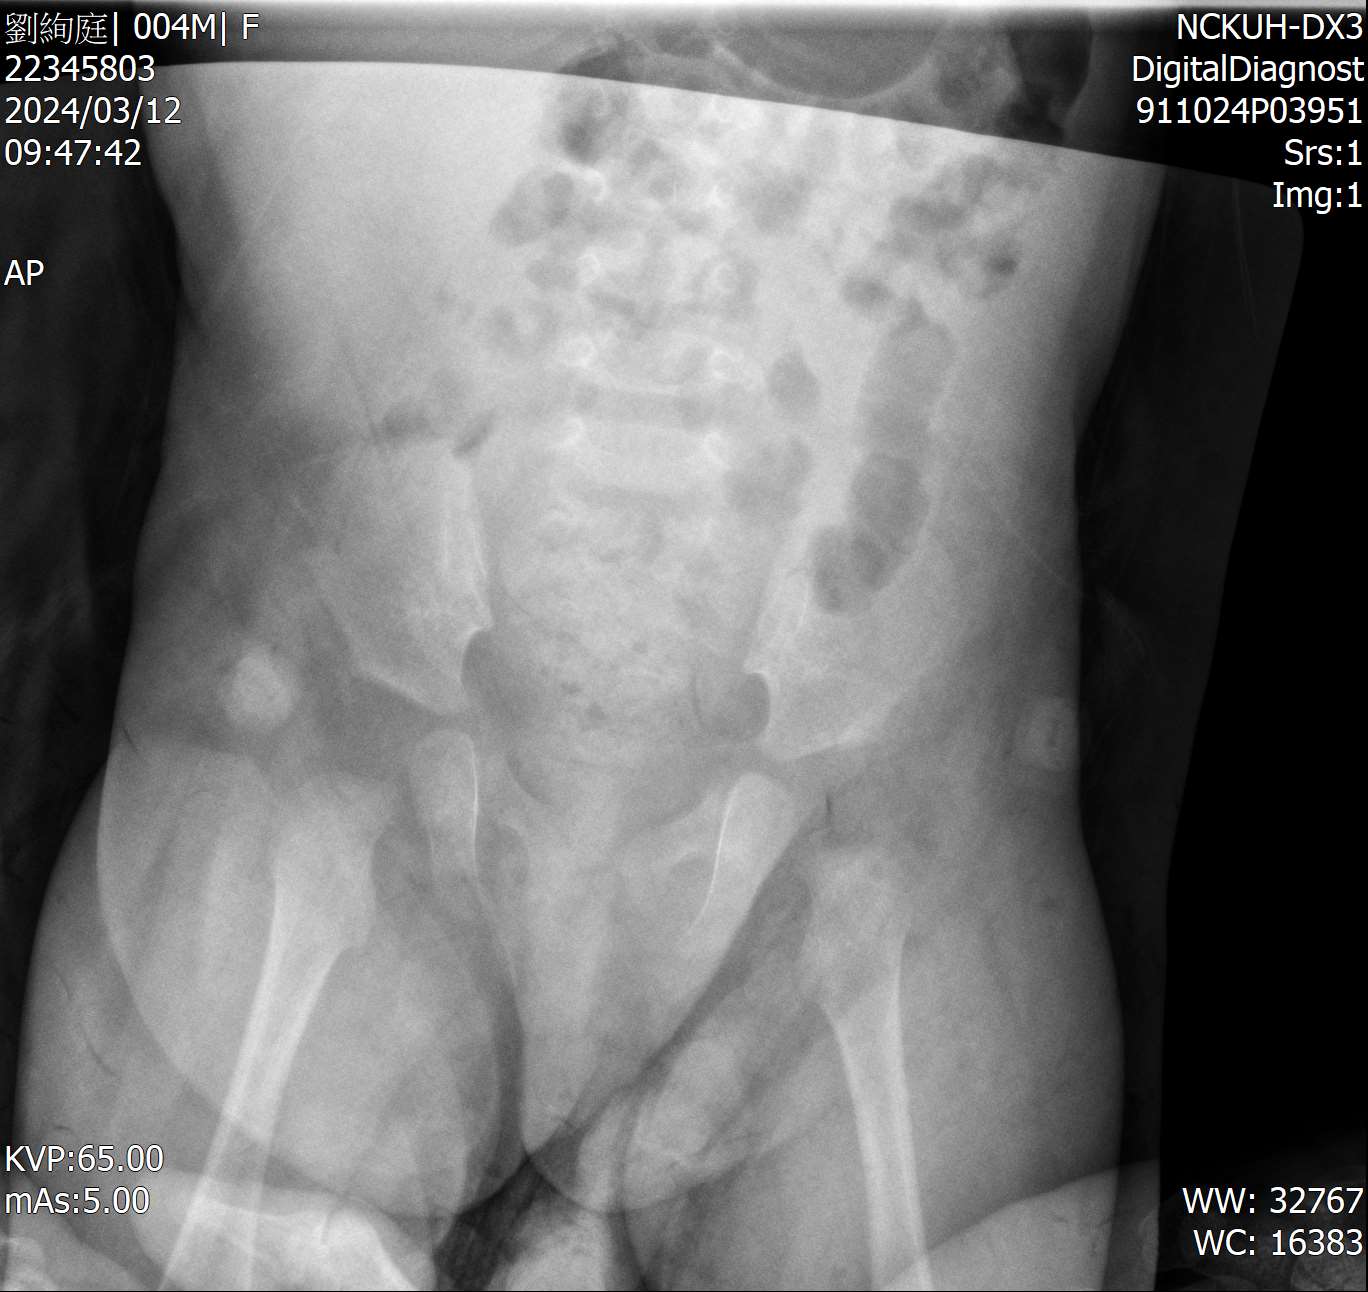 劉絢庭| 004M| F
22345803
2024/03/12
09:47:42
AP
NCKUH-DX3
DigitalDiagnost
911024P03951
Srs:1
Img:1
KVP:65.00
mAs:5.00
WW: 32767
WC: 16383